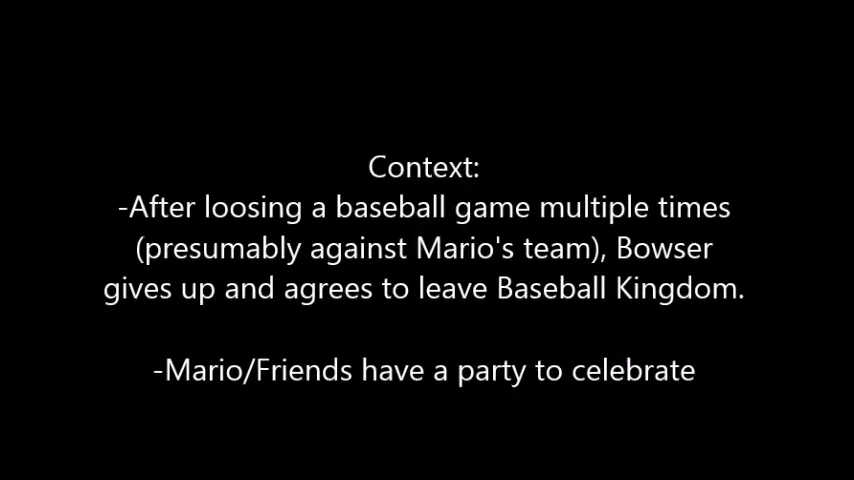 Context:
-After loosing a baseball game multiple times
(presumably against Mario's team), Bowser
gives up and agrees to leave Baseball Kingdom.
-Mario/Friends have a party to celebrate